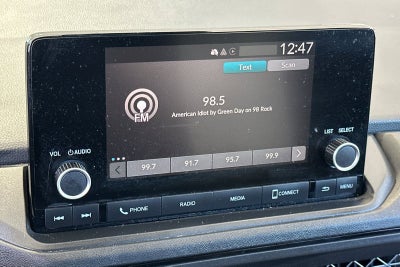 12:47
Text Scan
98.5
FM
American Idiot by Green Day on 98 Rock
99.7 91.7 95.7 99.9
VOL AUDIO
LIST SELECT
PHONE RADIO MEDIA CONNECT MENU